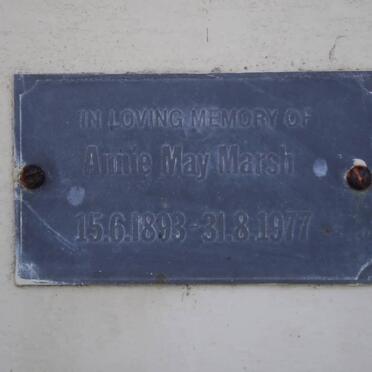 IN LOVING MEMORY OF
Annie May Marsh
15.6.1893 - 31.8.1977